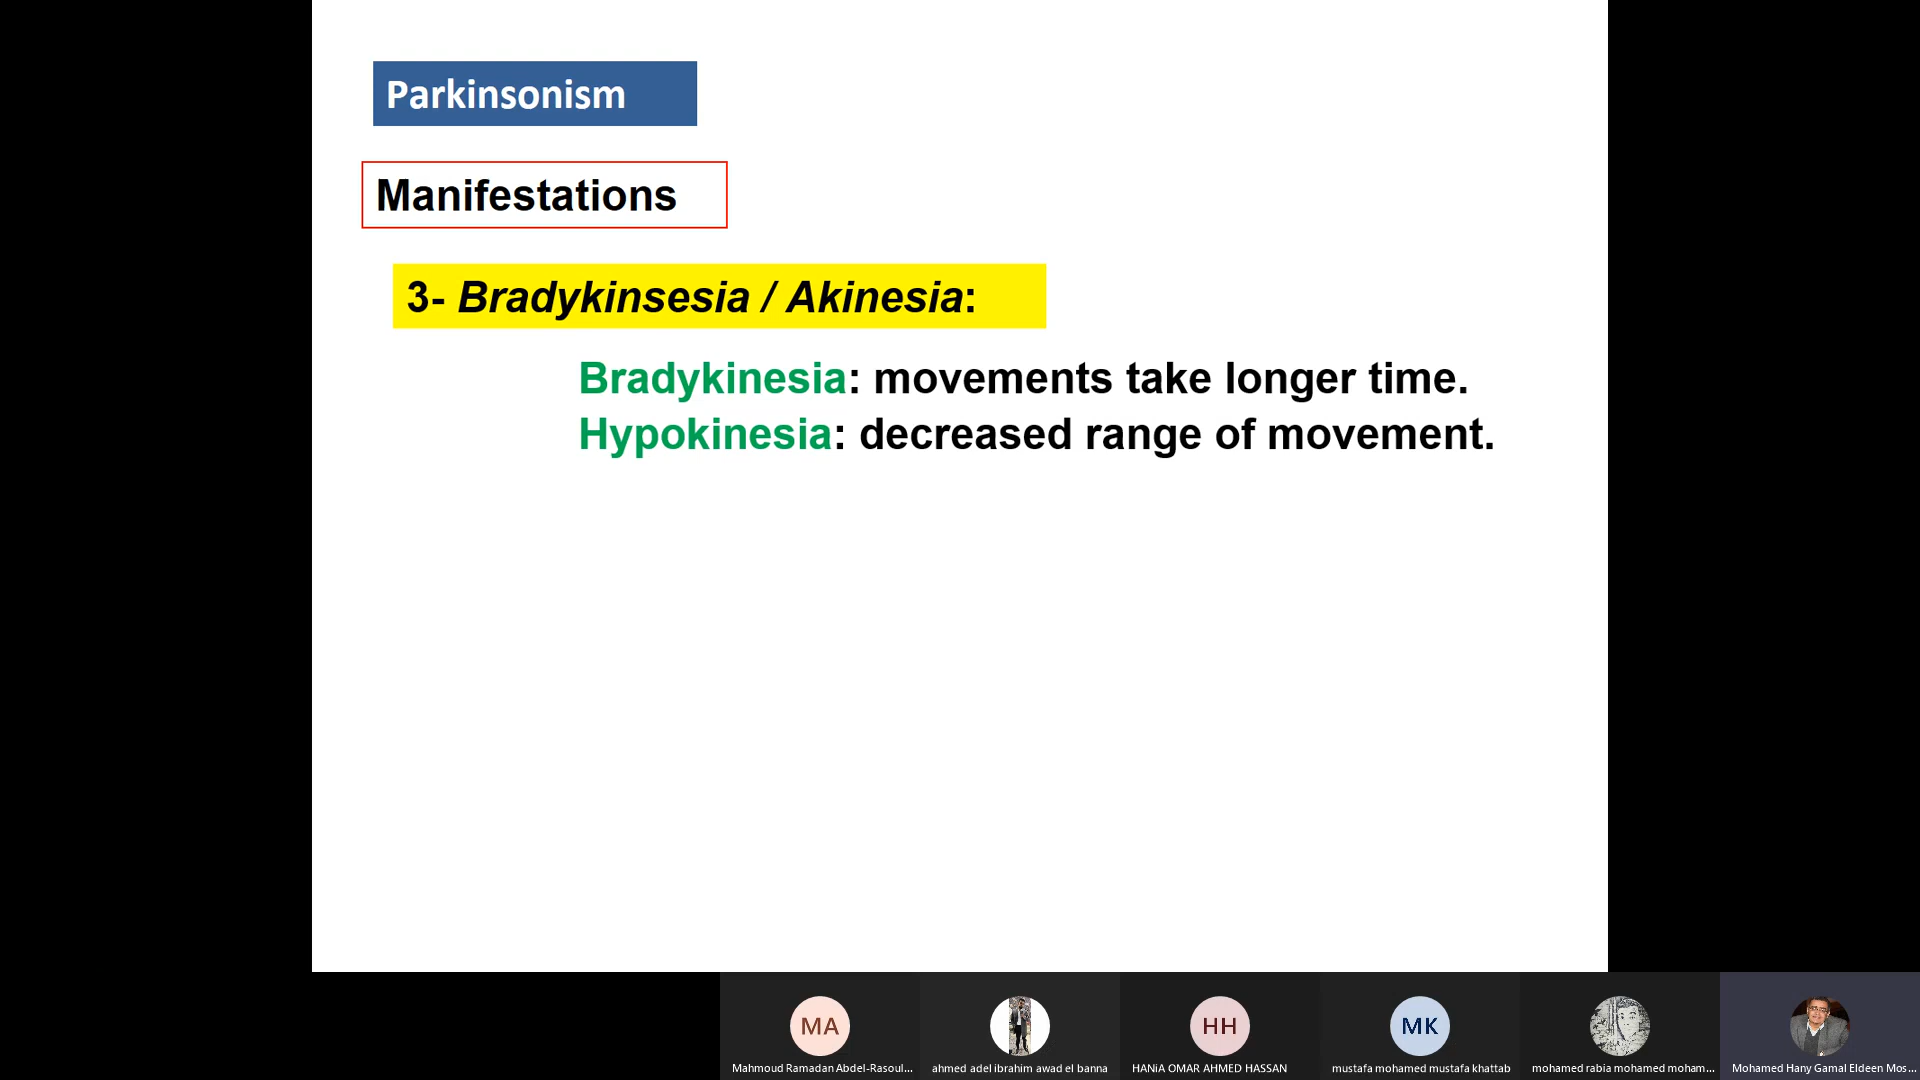 Parkinsonism
Manifestations
3- Bradykinsesia / Akinesia:
Bradykinesia: movements take longer time.
Hypokinesia: decreased range of movement.
MA
HH
MK
Mahmoud Ramadan Abdel-Rasoul...
ahmed adel ibrahim awad el banna
HANiA OMAR AHMED HASSAN
mustafa mohamed mustafa khattab
mohamed rabia mohamed moham...
Mohamed Hany Gamal Eldeen Mos...